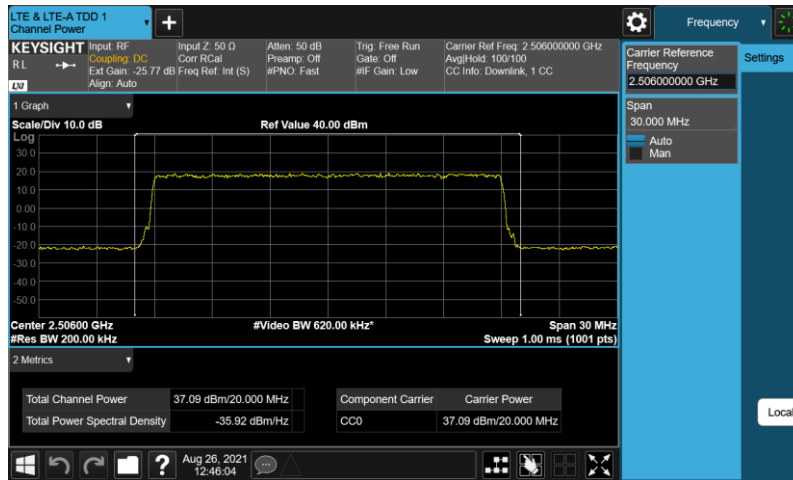 LTE & LTE-A TDD 1
Channel Power
Frequency
KEYSIGHT
R L
LXI
Input: RF
Coupling: DC
Ext Gain: -25.77 dB
Align: Auto
Input Z: 50 Ω
Corr RCal
Freq Ref: Int (S)
Atten: 50 dB
Preamp: Off
#PNO: Fast
Trig: Free Run
Gate: Off
#IF Gain: Low
Carrier Ref Freq: 2.506000000 GHz
Avg|Hold: 100/100
CC Info: Downlink, 1 CC
Carrier Reference
Frequency
2.506000000 GHz
Settings
Span
30.000 MHz
Auto
Man
1 Graph
Scale/Div 10.0 dB
Ref Value 40.00 dBm
Log
30.0
20.0
10.0
0.00
-10.0
-20.0
-30.0
-40.0
-50.0
Center 2.50600 GHz
#Video BW 620.00 kHz*
Span 30 MHz
#Res BW 200.00 kHz
Sweep 1.00 ms (1001 pts)
2 Metrics
Total Channel Power 37.09 dBm/20.000 MHz
Total Power Spectral Density -35.92 dBm/Hz
Component Carrier Carrier Power
CC0 37.09 dBm/20.000 MHz
Local
?
Aug 26, 2021
12:46:04